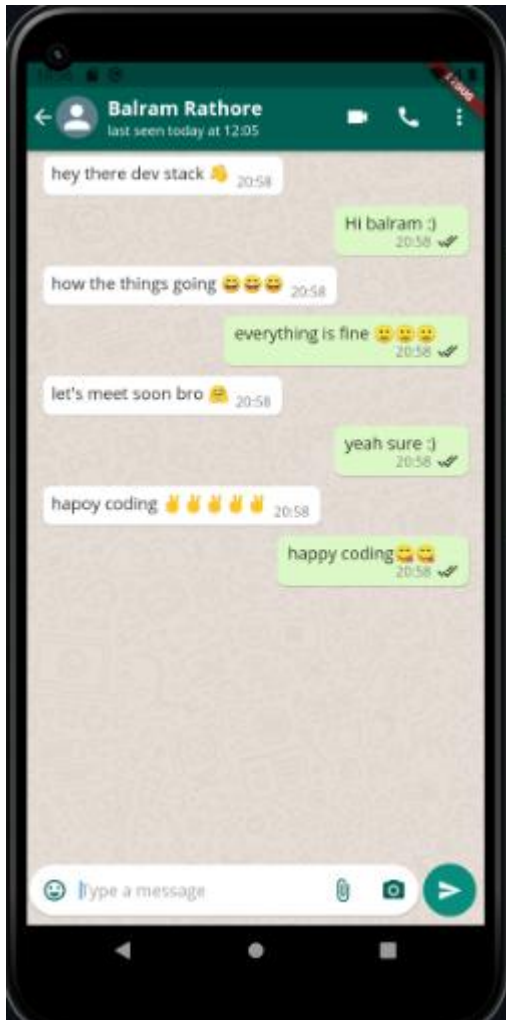 DEBUG
Balram Rathore
last seen today at 12:05
hey there dev stack 👋 20:58
Hi balram :)
20:58
how the things going 😄😄😄 20:58
everything is fine 🙂🙂🙂
20:58
let's meet soon bro 🤗 20:58
yeah sure :)
20:58
hapoy coding ✌✌✌✌✌ 20:58
happy coding😋😋
20:58
Type a message